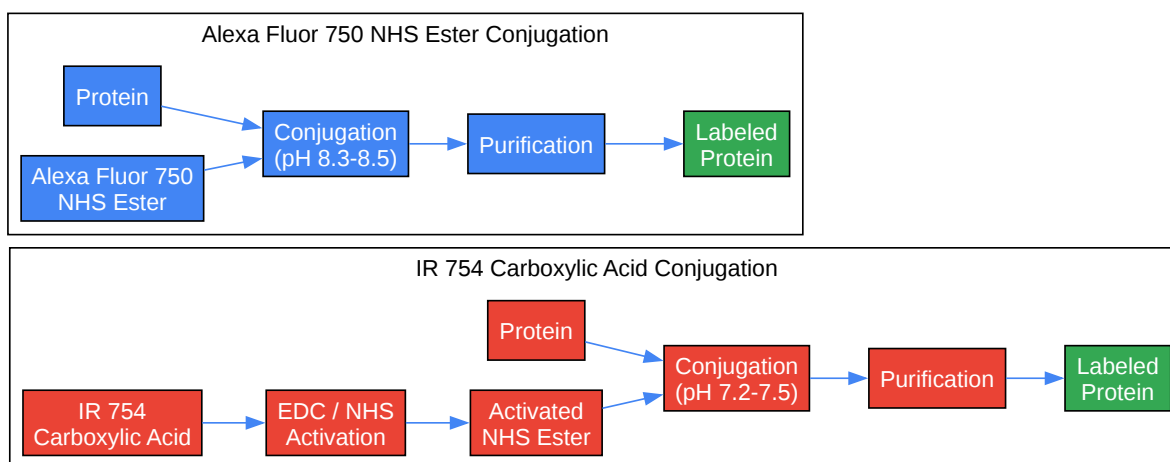 Alexa Fluor 750 NHS Ester Conjugation
Protein
Alexa Fluor 750
NHS Ester
Conjugation
(pH 8.3-8.5)
Purification
Labeled
Protein
IR 754 Carboxylic Acid Conjugation
IR 754
Carboxylic Acid
EDC / NHS
Activation
Activated
NHS Ester
Protein
Conjugation
(pH 7.2-7.5)
Purification
Labeled
Protein